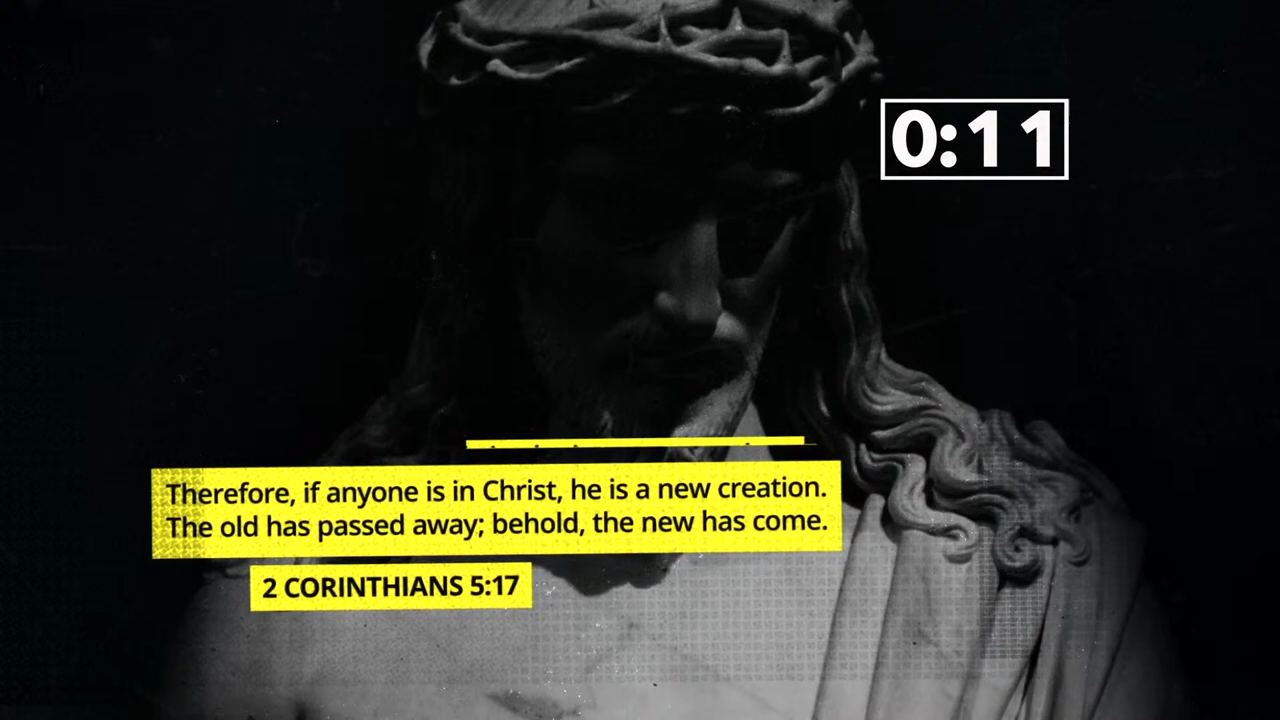 0:11
Therefore, if anyone is in Christ, he is a new creation.
The old has passed away; behold, the new has come.
2 CORINTHIANS 5:17